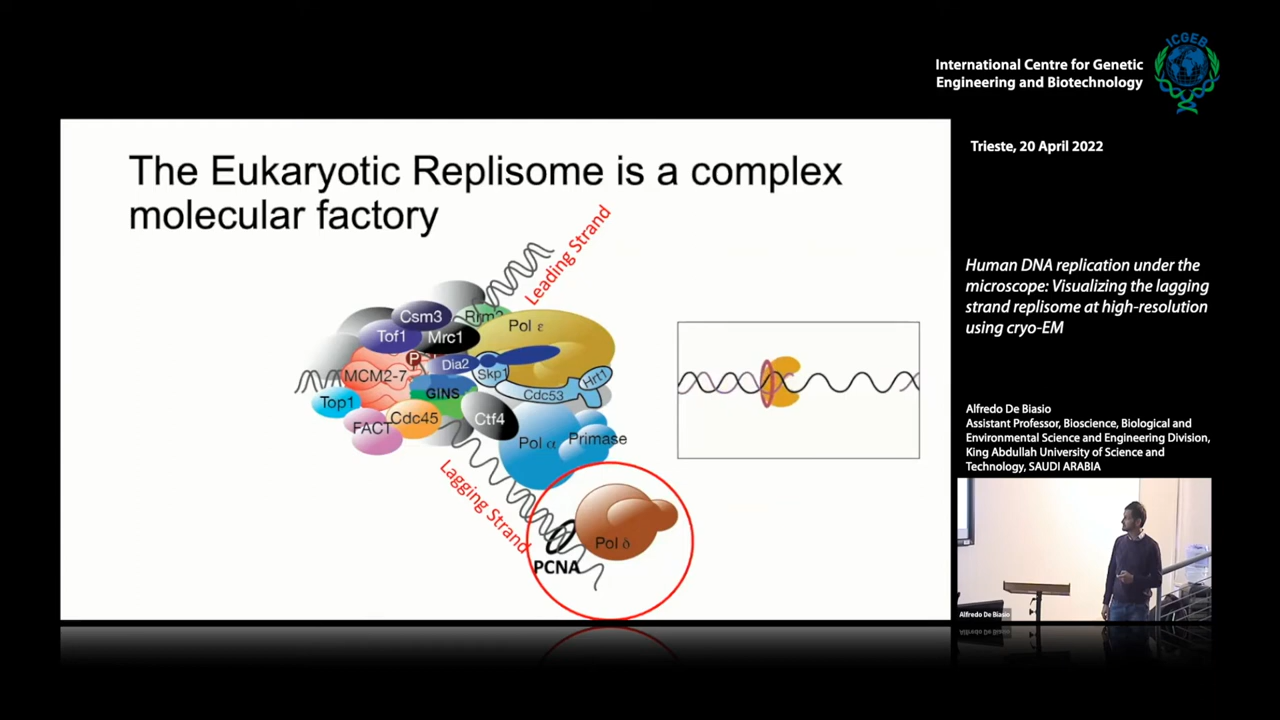 ICGEB
International Centre for Genetic
Engineering and Biotechnology
Trieste, 20 April 2022
The Eukaryotic Replisome is a complex
molecular factory
Leading Strand
Csm3
Tof1
Mrc1
Pol ε
P
Dia2
Skp1
MCM2-7
Hrt1
GINS
Cdc53
Top1
Cdc45
Ctf4
FACT
Pol α
Primase
Lagging Strand
Pol δ
PCNA
Human DNA replication under the
microscope: Visualizing the lagging
strand replisome at high-resolution
using cryo-EM
Alfredo De Biasio
Assistant Professor, Bioscience, Biological and
Environmental Science and Engineering Division,
King Abdullah University of Science and
Technology, SAUDI ARABIA
Alfredo De Biasio